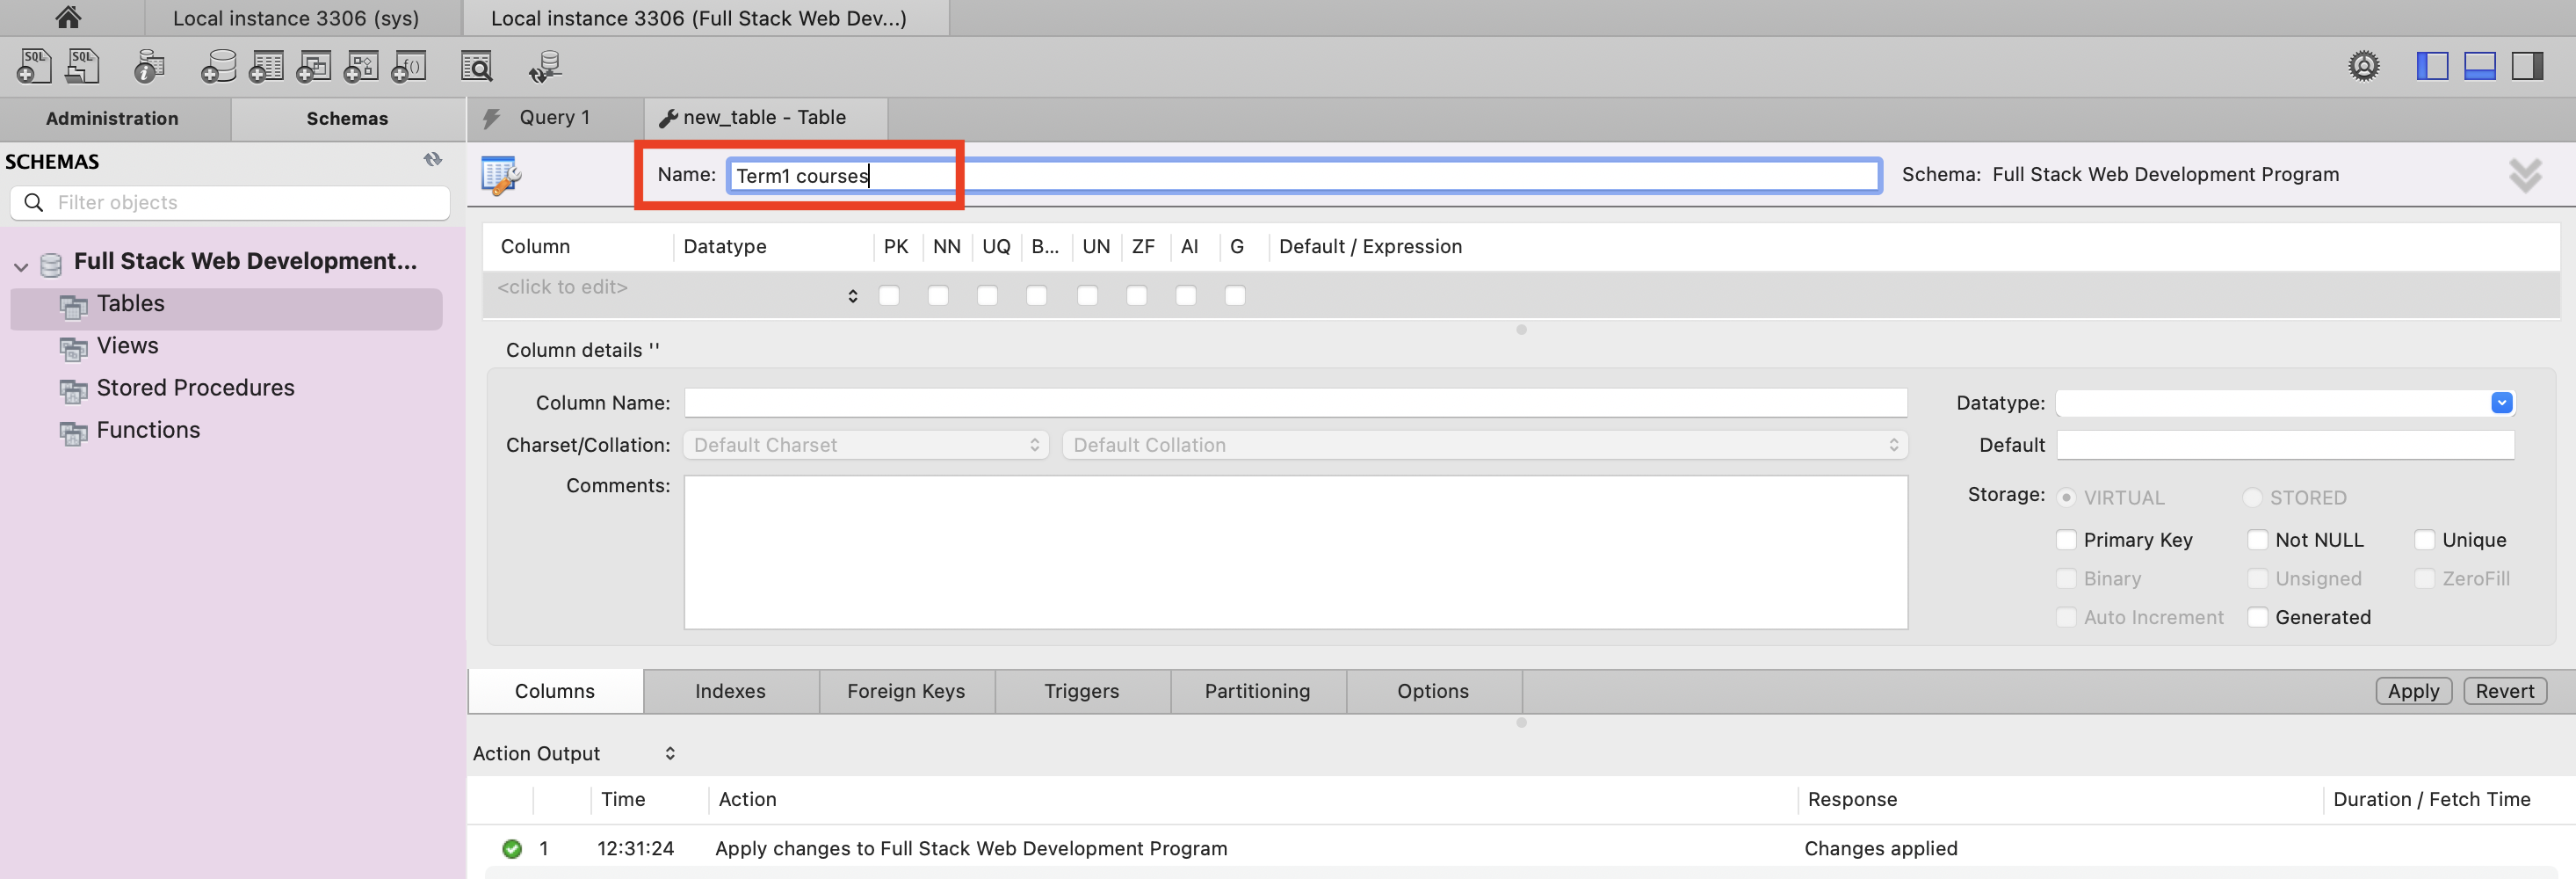 Local instance 3306 (sys)
Local instance 3306 (Full Stack Web Dev...)
SQL
SQL
f()
Administration
Schemas
Query 1
new_table - Table
SCHEMAS
Filter objects
Name:
Term1 courses
Schema: Full Stack Web Development Program
Full Stack Web Development...
Tables
Views
Stored Procedures
Functions
Column
Datatype
PK
NN
UQ
B...
UN
ZF
AI
G
Default / Expression
<click to edit>
Column details ''
Column Name:
Datatype:
Charset/Collation:
Default Charset
Default Collation
Default
Comments:
Storage:
VIRTUAL
STORED
Primary Key
Not NULL
Unique
Binary
Unsigned
ZeroFill
Auto Increment
Generated
Columns
Indexes
Foreign Keys
Triggers
Partitioning
Options
Apply
Revert
Action Output
Time
Action
Response
Duration / Fetch Time
1
12:31:24
Apply changes to Full Stack Web Development Program
Changes applied